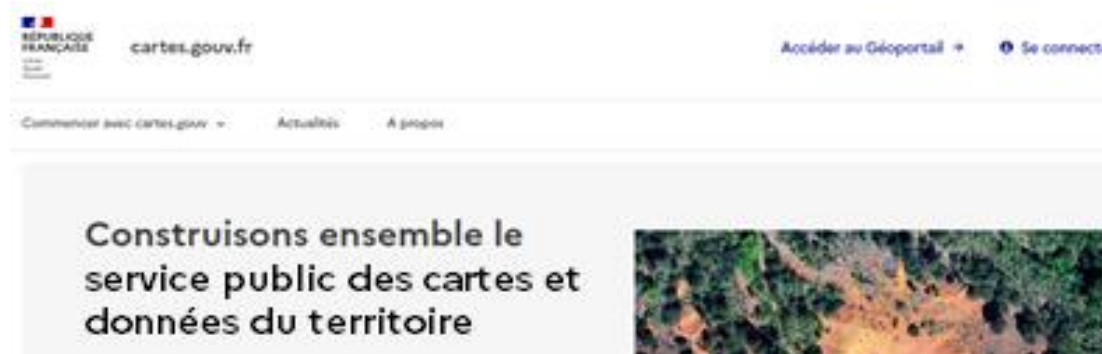 RÉPUBLIQUE
FRANÇAISE
cartes.gouv.fr
Accéder au Géoportail →
Se connect
Commencer avec cartes.gouv
Actualités
A propos
Construisons ensemble le
service public des cartes et
données du territoire